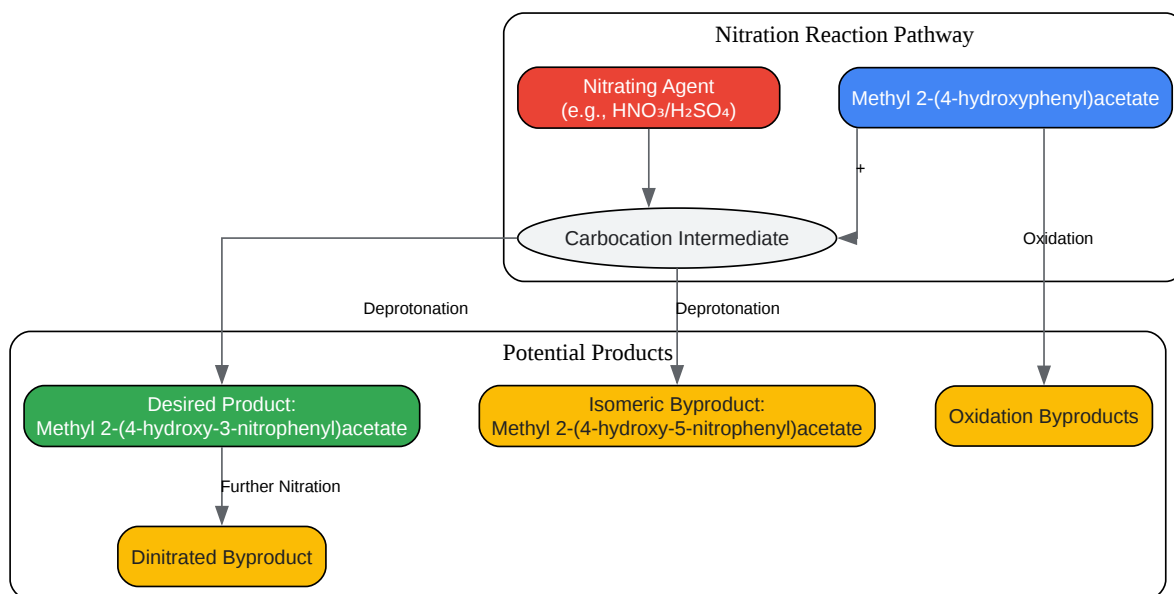 Nitration Reaction Pathway
Nitrating Agent
(e.g., HNO₃/H₂SO₄)
Methyl 2-(4-hydroxyphenyl)acetate
+
Carbocation Intermediate
Oxidation
Deprotonation
Deprotonation
Potential Products
Desired Product:
Methyl 2-(4-hydroxy-3-nitrophenyl)acetate
Isomeric Byproduct:
Methyl 2-(4-hydroxy-5-nitrophenyl)acetate
Oxidation Byproducts
Further Nitration
Dinitrated Byproduct